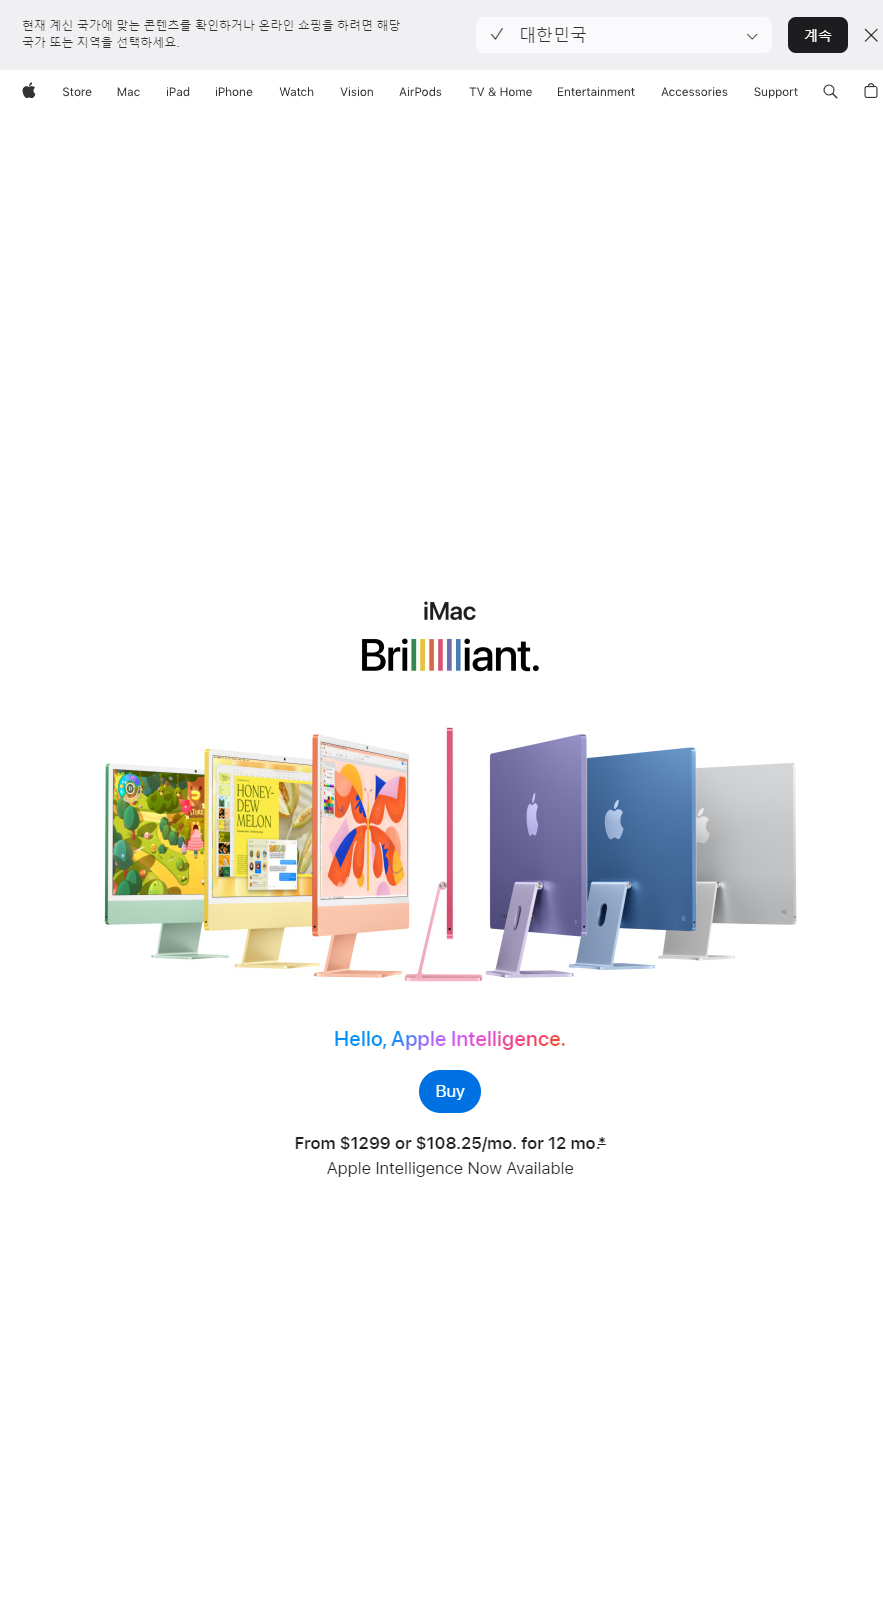 현재 계신 국가에 맞는 콘텐츠를 확인하거나 온라인 쇼핑을 하려면 해당
국가 또는 지역을 선택하세요.
대한민국
계속
Store Mac iPad iPhone Watch Vision AirPods TV & Home Entertainment Accessories Support
iMac
Brilllllliant.
HONEY-
DEW
MELON
Hello, Apple Intelligence.
Buy
From $1299 or $108.25/mo. for 12 mo.*
Apple Intelligence Now Available